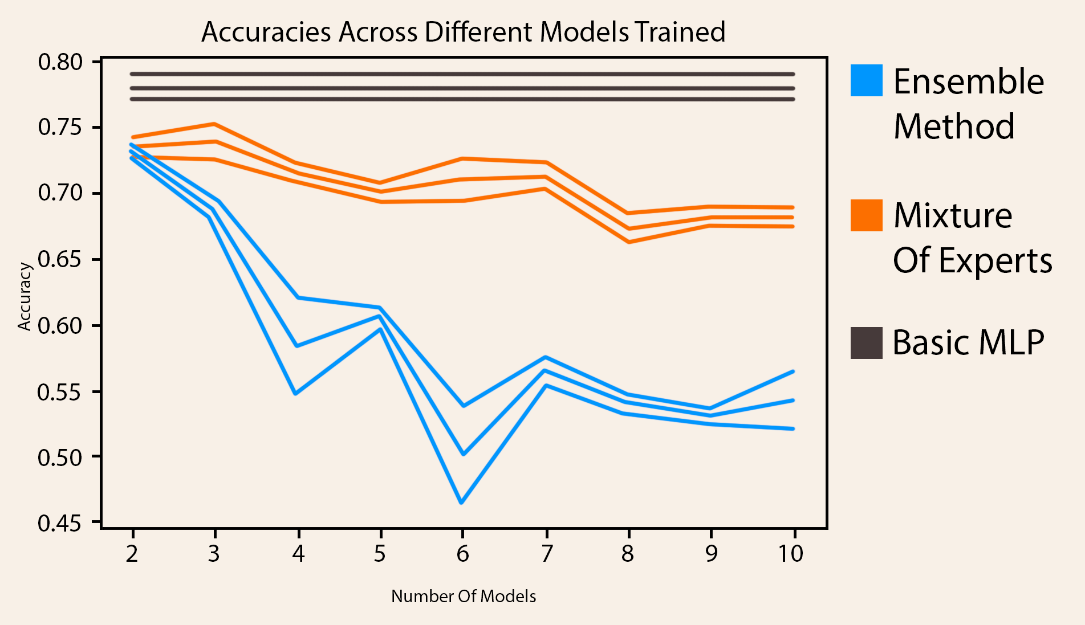 Accuracies Across Different Models Trained
0.80
0.75
0.70
0.65
0.60
0.55
0.50
0.45
Accuracy
2 3 4 5 6 7 8 9 10
Number Of Models
Ensemble
Method
Mixture
Of Experts
Basic MLP